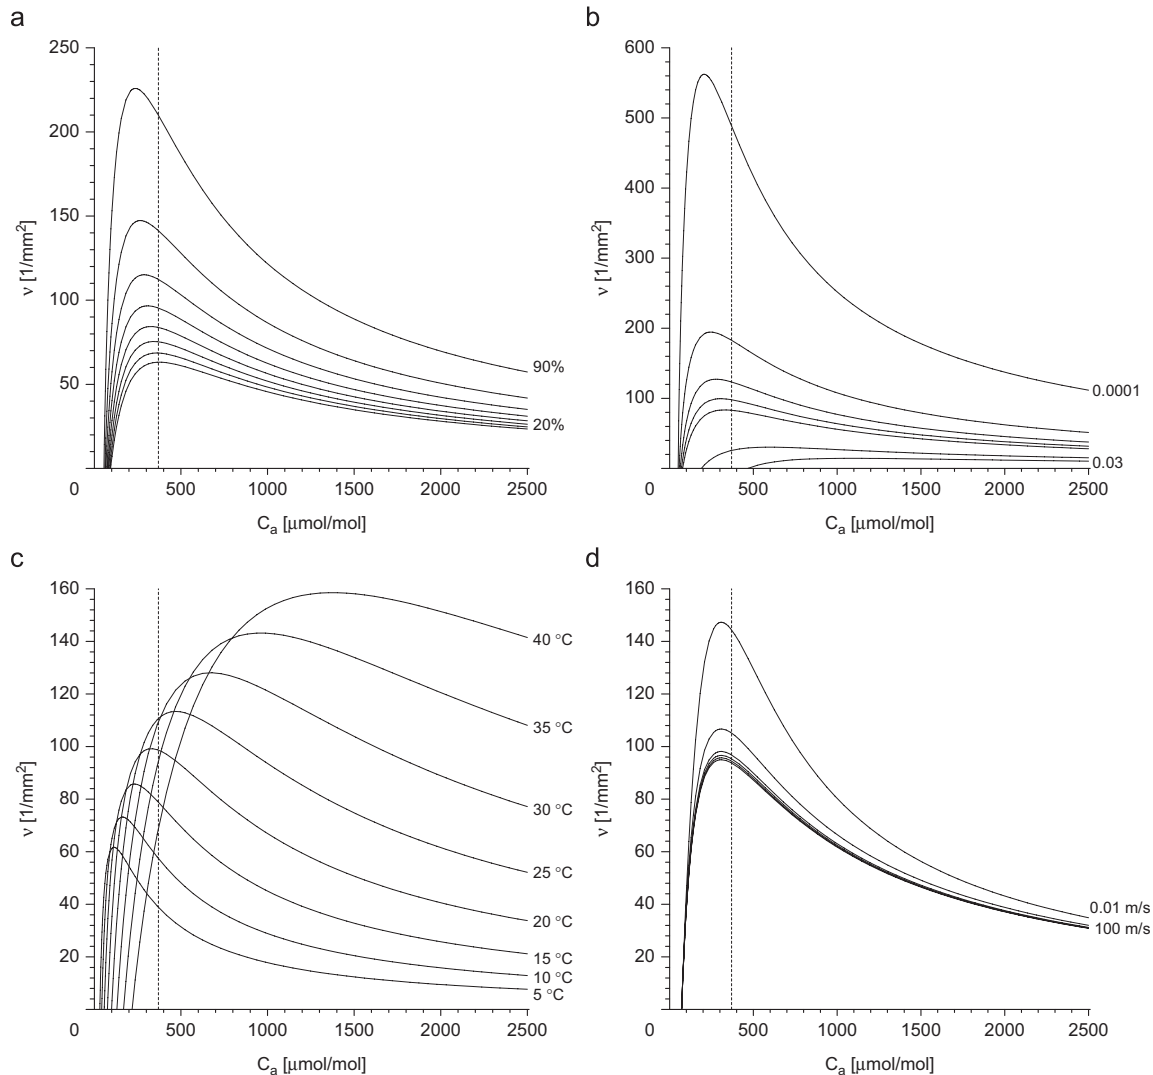 a
250
200
150
100
50
0
500
1000
1500
2000
2500
ν [1/mm²]
Cₐ [μmol/mol]
90%
20%
b
600
500
400
300
200
100
0
500
1000
1500
2000
2500
ν [1/mm²]
Cₐ [μmol/mol]
0.0001
0.03
c
160
140
120
100
80
60
40
20
0
500
1000
1500
2000
2500
ν [1/mm²]
Cₐ [μmol/mol]
40 °C
35 °C
30 °C
25 °C
20 °C
15 °C
10 °C
5 °C
d
160
140
120
100
80
60
40
20
0
500
1000
1500
2000
2500
ν [1/mm²]
Cₐ [μmol/mol]
0.01 m/s
100 m/s